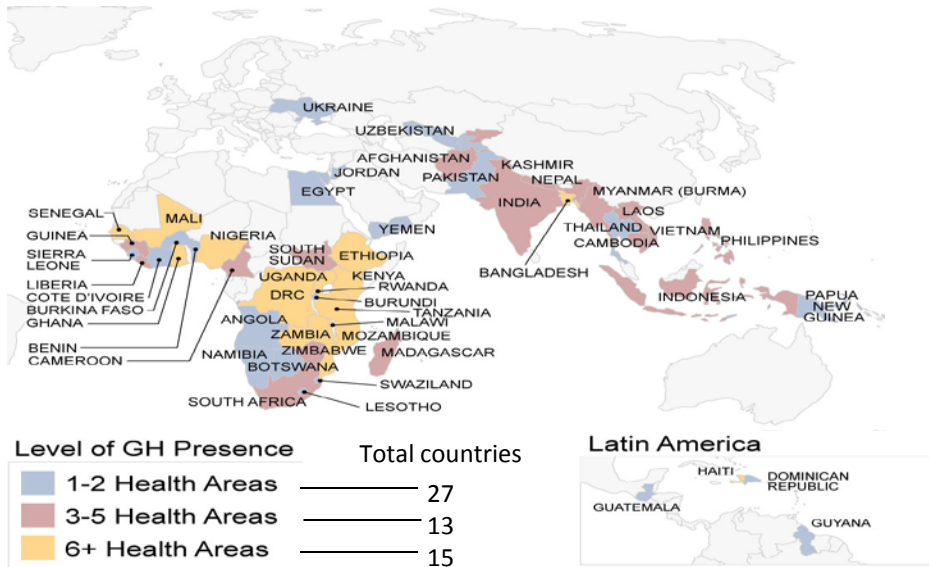 UKRAINE
UZBEKISTAN
AFGHANISTAN
KASHMIR
JORDAN
PAKISTAN
NEPAL
EGYPT
MYANMAR (BURMA)
INDIA
SENEGAL
MALI
LAOS
GUINEA
NIGERIA
YEMEN
THAILAND
VIETNAM
CAMBODIA
PHILIPPINES
SIERRA
LEONE
SOUTH
SUDAN
ETHIOPIA
BANGLADESH
LIBERIA
UGANDA
KENYA
RWANDA
COTE D'IVOIRE
DRC
BURUNDI
INDONESIA
PAPUA
NEW
GUINEA
BURKINA FASO
TANZANIA
GHANA
ANGOLA
MALAWI
ZAMBIA
MOZAMBIQUE
BENIN
NAMIBIA
ZIMBABWE
MADAGASCAR
CAMEROON
BOTSWANA
SWAZILAND
SOUTH AFRICA
LESOTHO
Level of GH Presence
Total countries
1-2 Health Areas 27
3-5 Health Areas 13
6+ Health Areas 15
Latin America
HAITI
DOMINICAN
REPUBLIC
GUATEMALA
GUYANA